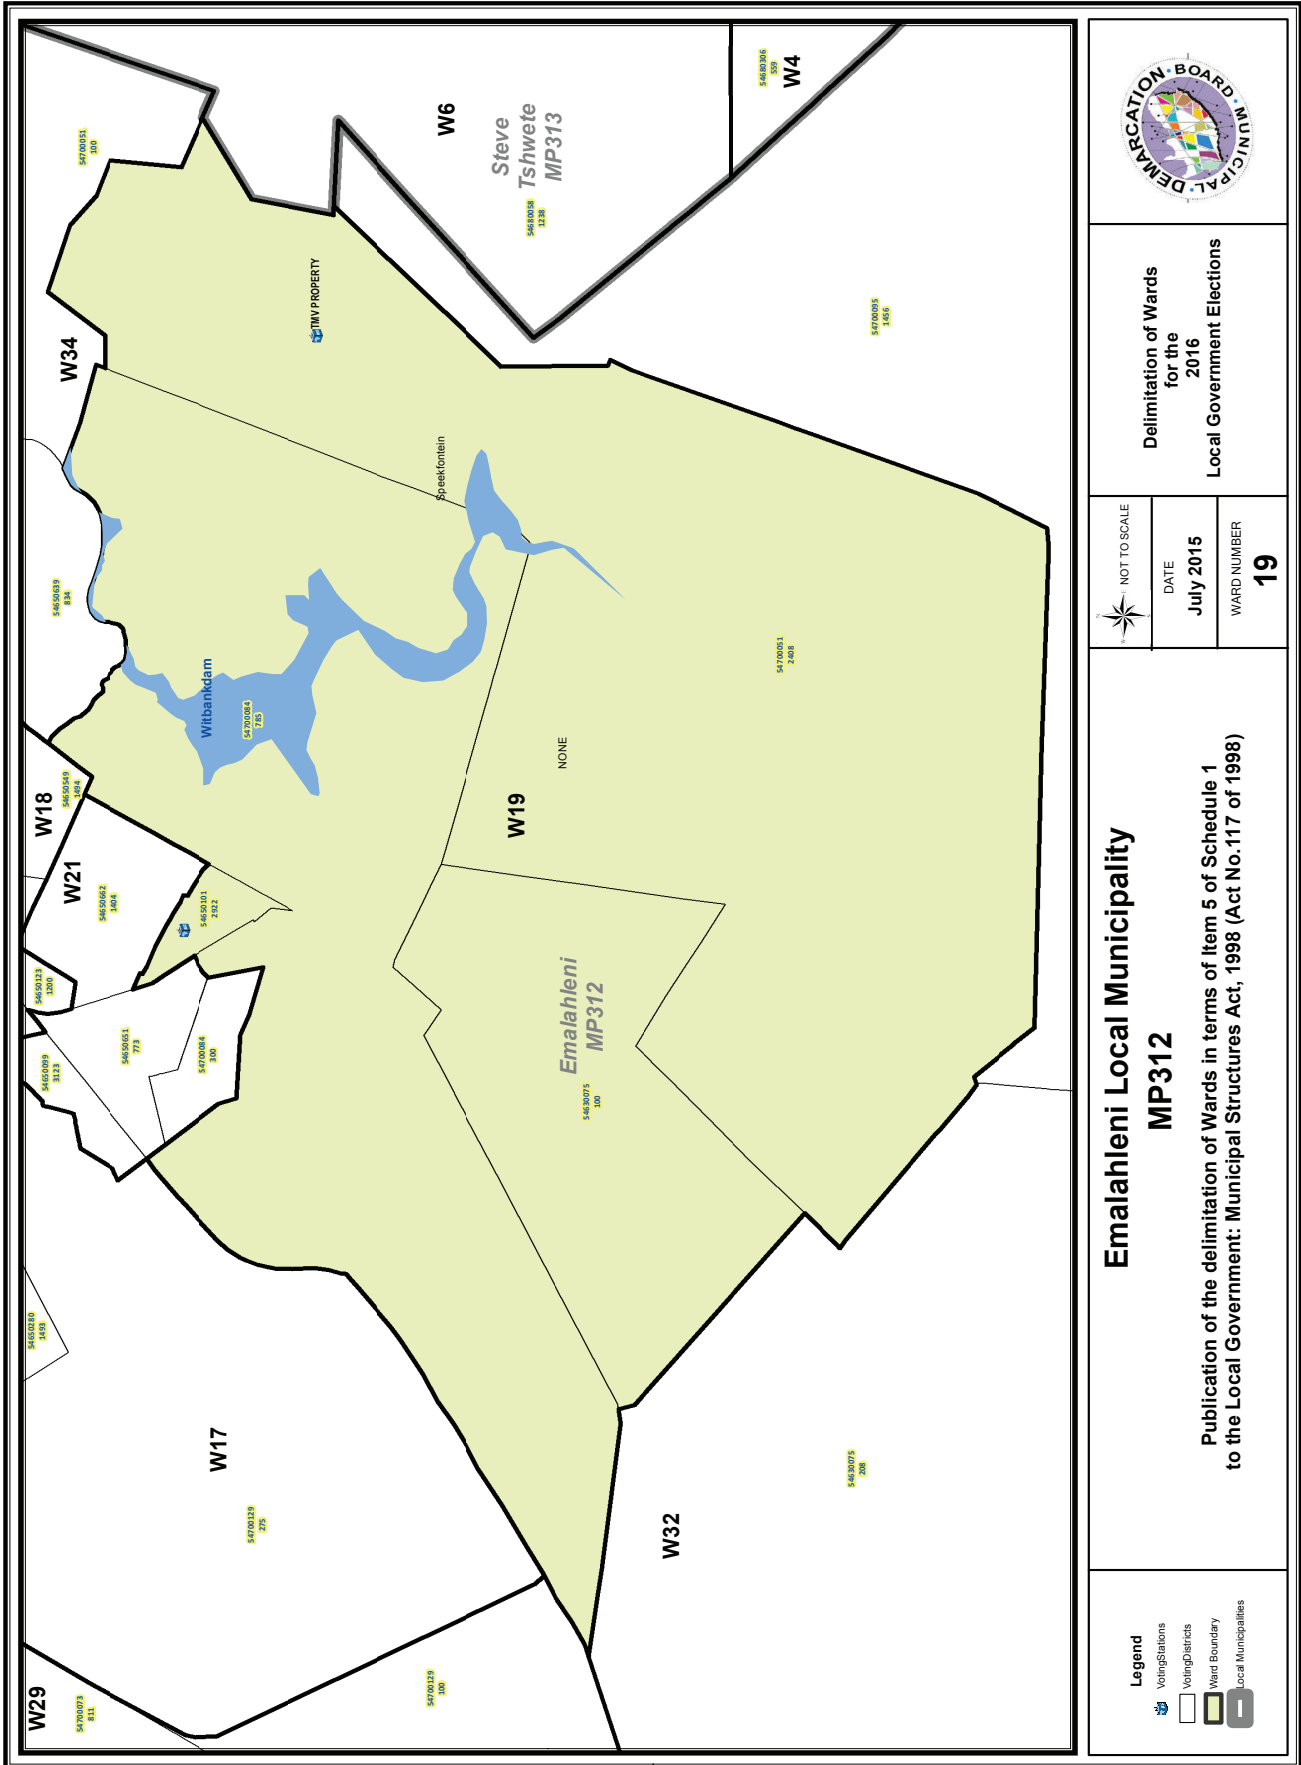 W29
54700073
811
54700129
100
W17
54700129
275
54650280
1493
W32
54630075
208
54650099
3123
54650123
1200
54650651
773
54700084
300
W21
54650662
1404
W18
54650549
1494
54650101
2922
Emalahleni
MP312
54630075
100
W19
NONE
Witbankdam
54700084
785
54650639
834
54700051
2408
Speekfontein
W34
TMV PROPERTY
54700051
100
54700095
1456
W6
Steve
Tshwete
MP313
54680058
1238
54680306
559
W4
Legend
VotingStations
VotingDistricts
Ward Boundary
Local Municipalities
Emalahleni Local Municipality
MP312
Publication of the delimitation of Wards in terms of Item 5 of Schedule 1
to the Local Government: Municipal Structures Act, 1998 (Act No.117 of 1998)
N
W
E
S
NOT TO SCALE
DATE
July 2015
WARD NUMBER
19
Delimitation of Wards
for the
2016
Local Government Elections
MUNICIPAL DEMARCATION BOARD